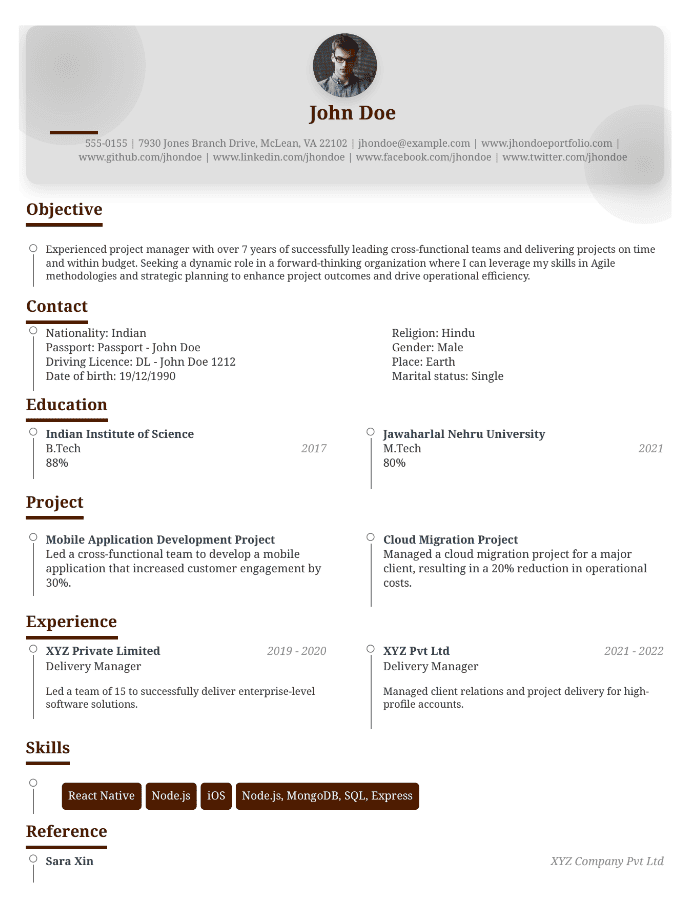 John Doe
555-0155 | 7930 Jones Branch Drive, McLean, VA 22102 | jhondoe@example.com | www.jhondoeportfolio.com |
www.github.com/jhondoe | www.linkedin.com/jhondoe | www.facebook.com/jhondoe | www.twitter.com/jhondoe
Objective
Experienced project manager with over 7 years of successfully leading cross-functional teams and delivering projects on time
and within budget. Seeking a dynamic role in a forward-thinking organization where I can leverage my skills in Agile
methodologies and strategic planning to enhance project outcomes and drive operational efficiency.
Contact
Nationality: Indian
Passport: Passport - John Doe
Driving Licence: DL - John Doe 1212
Date of birth: 19/12/1990
Religion: Hindu
Gender: Male
Place: Earth
Marital status: Single
Education
Indian Institute of Science
B.Tech 2017
88%
Jawaharlal Nehru University
M.Tech 2021
80%
Project
Mobile Application Development Project
Led a cross-functional team to develop a mobile
application that increased customer engagement by
30%.
Cloud Migration Project
Managed a cloud migration project for a major
client, resulting in a 20% reduction in operational
costs.
Experience
XYZ Private Limited 2019 - 2020
Delivery Manager
Led a team of 15 to successfully deliver enterprise-level
software solutions.
XYZ Pvt Ltd 2021 - 2022
Delivery Manager
Managed client relations and project delivery for high-
profile accounts.
Skills
React Native Node.js iOS Node.js, MongoDB, SQL, Express
Reference
Sara Xin XYZ Company Pvt Ltd